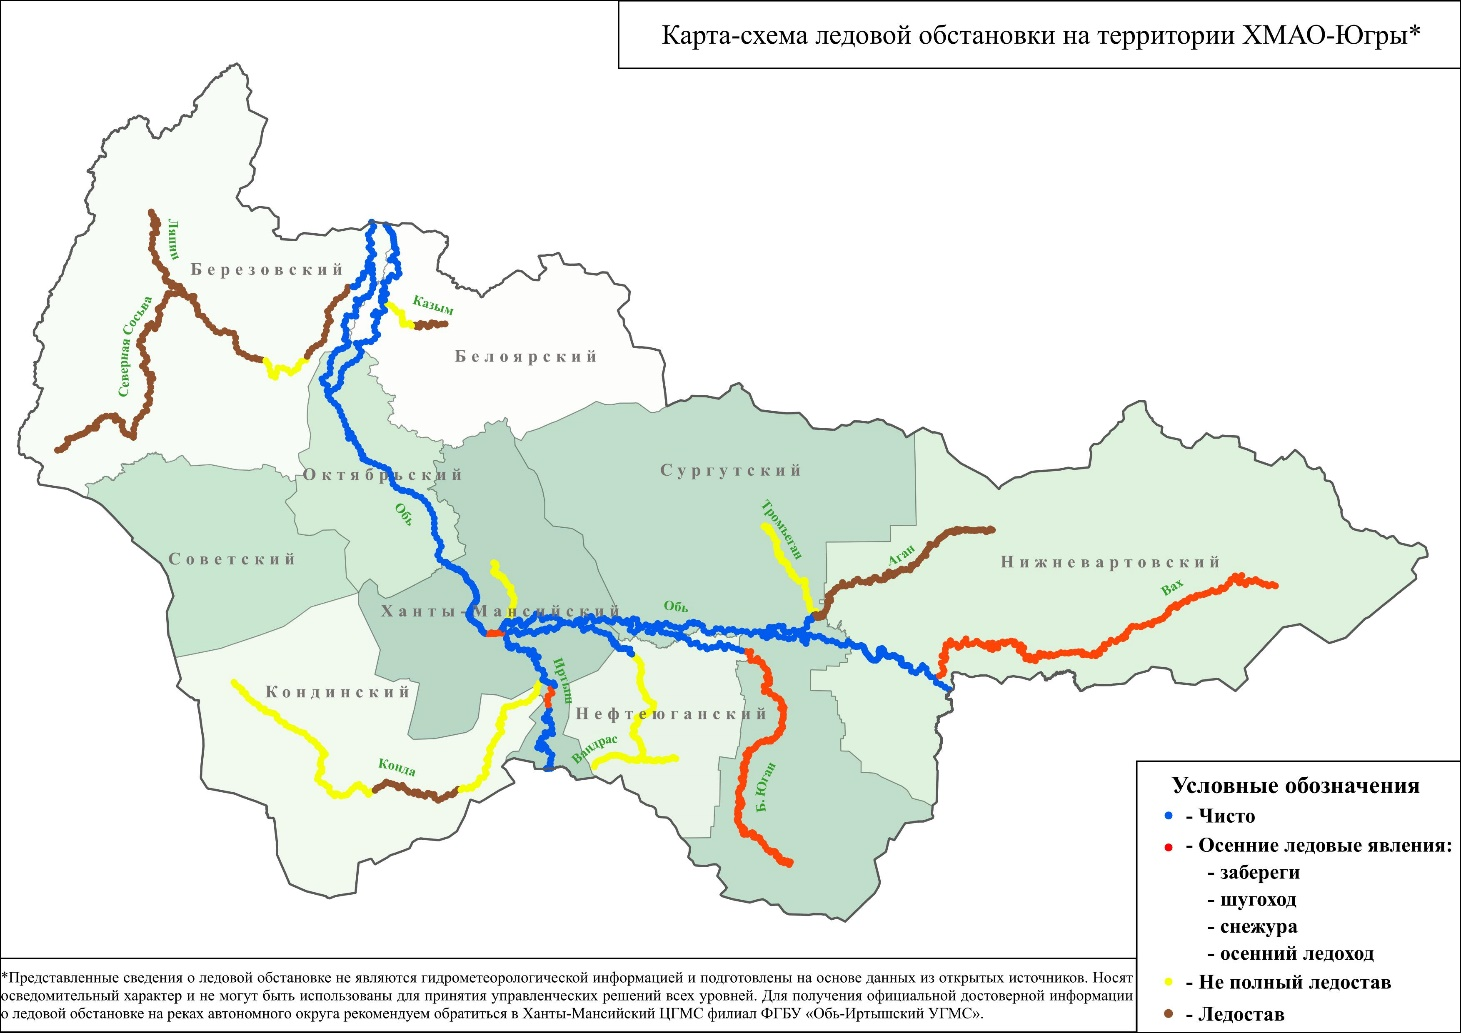 Карта-схема ледовой обстановки на территории ХМАО-Югры*
Ляпин
Березовский
Северная Сосьва
Казым
Белоярский
Октябрьский
Сургутский
Обь
Тромъеган
Советский
Аган
Нижневартовский
Вах
Ханты-Мансийский
Обь
Иртыш
Кондинский
Нефтеюганский
Вандрас
Конда
Б. Юган
Условные обозначения
- Чисто
- Осенние ледовые явления:
- забереги
- шугоход
- снежура
- осенний ледоход
- Не полный ледостав
- Ледостав
*Представленные сведения о ледовой обстановке не являются гидрометеорологической информацией и подготовлены на основе данных из открытых источников. Носят
осведомительный характер и не могут быть использованы для принятия управленческих решений всех уровней. Для получения официальной достоверной информации
о ледовой обстановке на реках автономного округа рекомендуем обратиться в Ханты-Мансийский ЦГМС филиал ФГБУ «Обь-Иртышский УГМС».